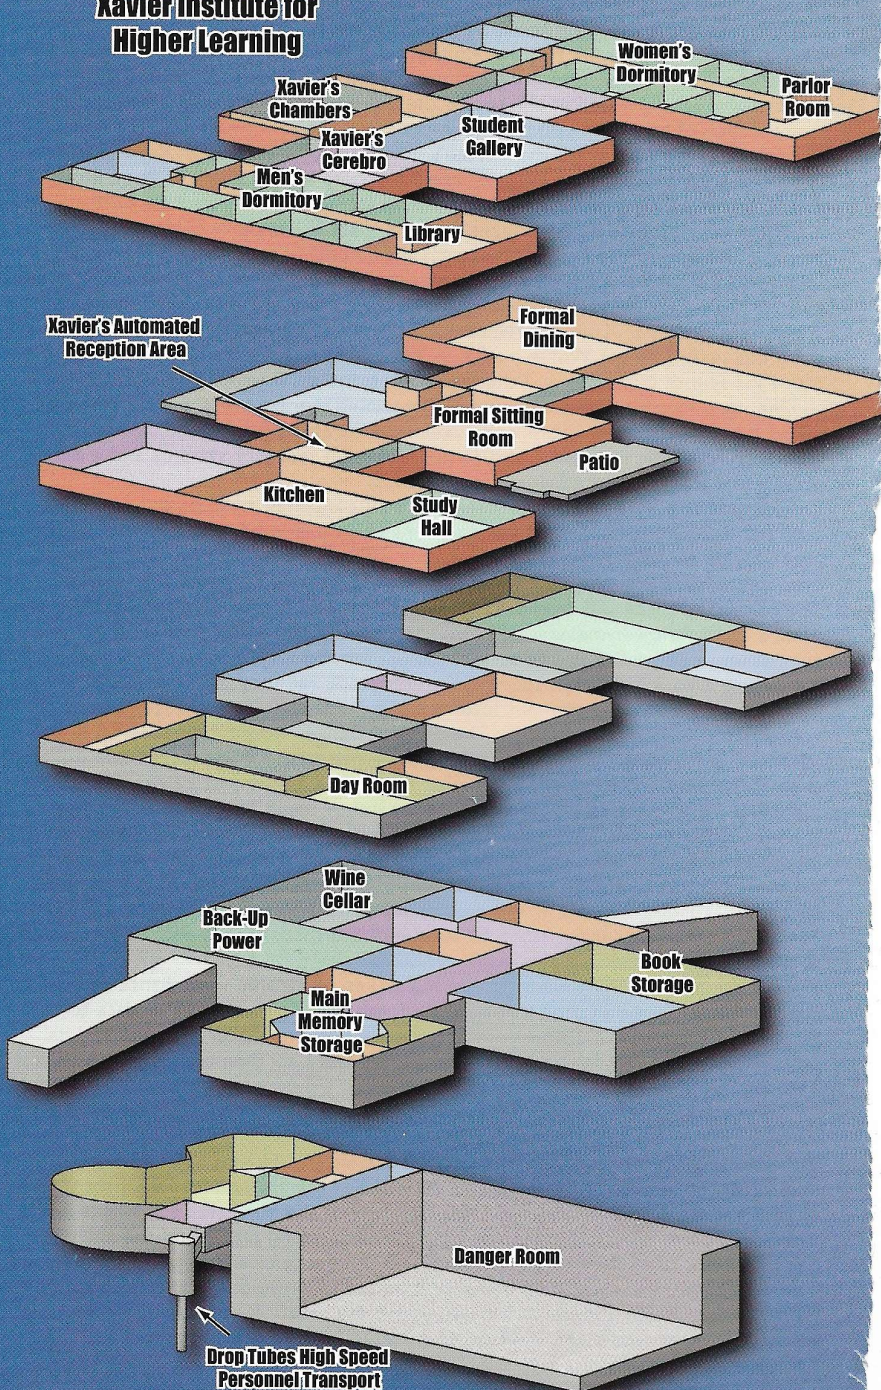 Xavier Institute for
Higher Learning
Women's
Dormitory
Parlor
Room
Xavier's
Chambers
Student
Gallery
Xavier's
Cerebro
Men's
Dormitory
Library
Formal
Dining
Xavier's Automated
Reception Area
Formal Sitting
Room
Patio
Kitchen
Study
Hall
Day Room
Wine
Cellar
Back-Up
Power
Book
Storage
Main
Memory
Storage
Danger Room
Drop Tubes High Speed
Personnel Transport